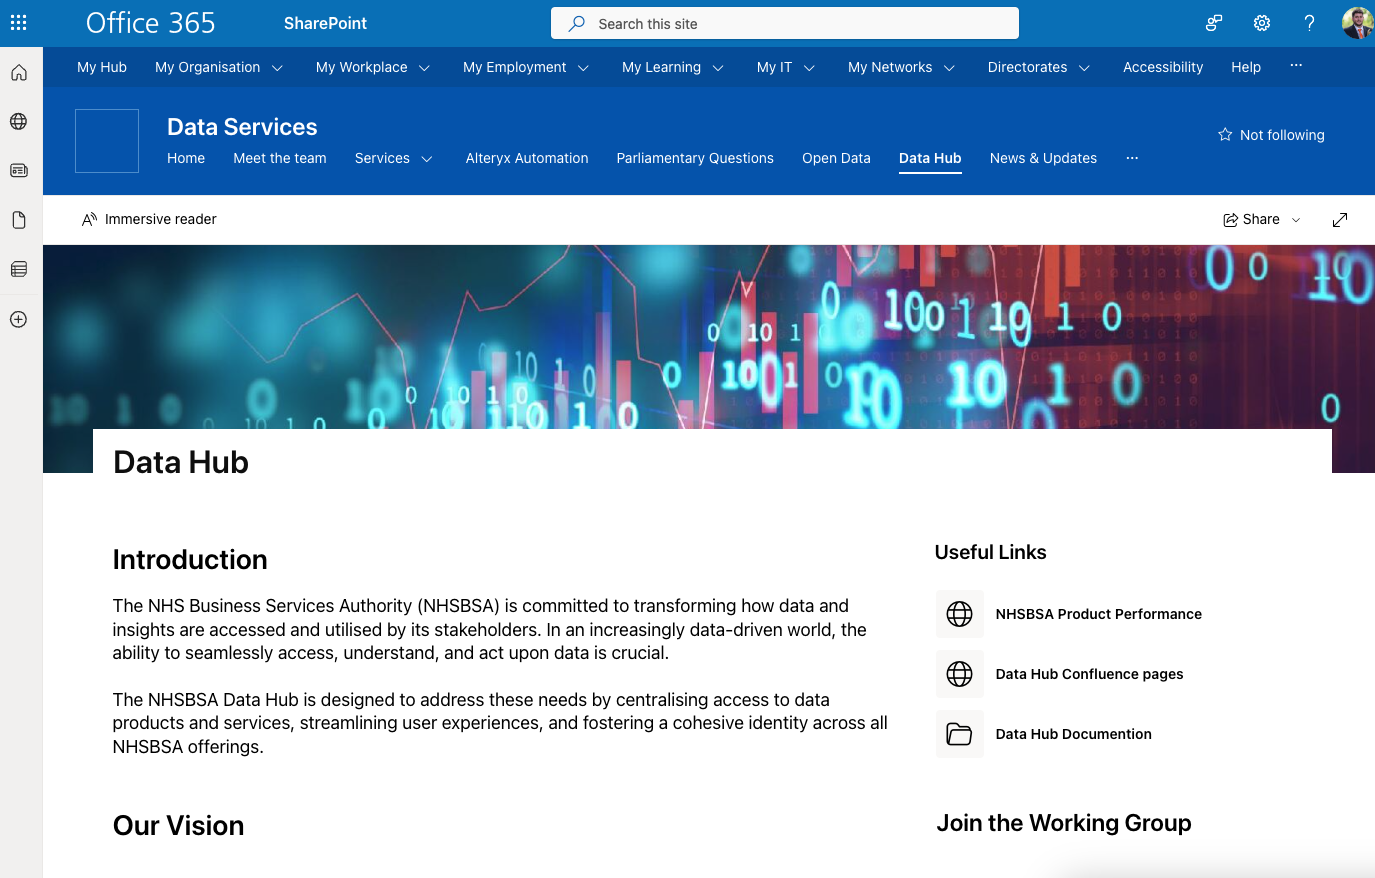 Office 365
SharePoint
Search this site
?
My Hub
My Organisation
My Workplace
My Employment
My Learning
My IT
My Networks
Directorates
Accessibility
Help
...
Data Services
Home
Meet the team
Services
Alteryx Automation
Parliamentary Questions
Open Data
Data Hub
News & Updates
...
Not following
Immersive reader
Share
Data Hub
Introduction
The NHS Business Services Authority (NHSBSA) is committed to transforming how data and
insights are accessed and utilised by its stakeholders. In an increasingly data-driven world, the
ability to seamlessly access, understand, and act upon data is crucial.
The NHSBSA Data Hub is designed to address these needs by centralising access to data
products and services, streamlining user experiences, and fostering a cohesive identity across all
NHSBSA offerings.
Our Vision
Useful Links
NHSBSA Product Performance
Data Hub Confluence pages
Data Hub Documention
Join the Working Group